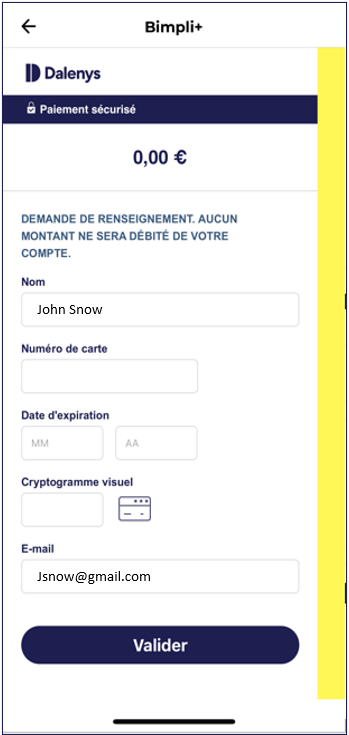 Bimpli+
Dalenys
Paiement sécurisé
0,00 €
DEMANDE DE RENSEIGNEMENT. AUCUN
MONTANT NE SERA DÉBITÉ DE VOTRE
COMPTE.
Nom
John Snow
Numéro de carte
Date d'expiration
MM AA
Cryptogramme visuel
E-mail
Jsnow@gmail.com
Valider